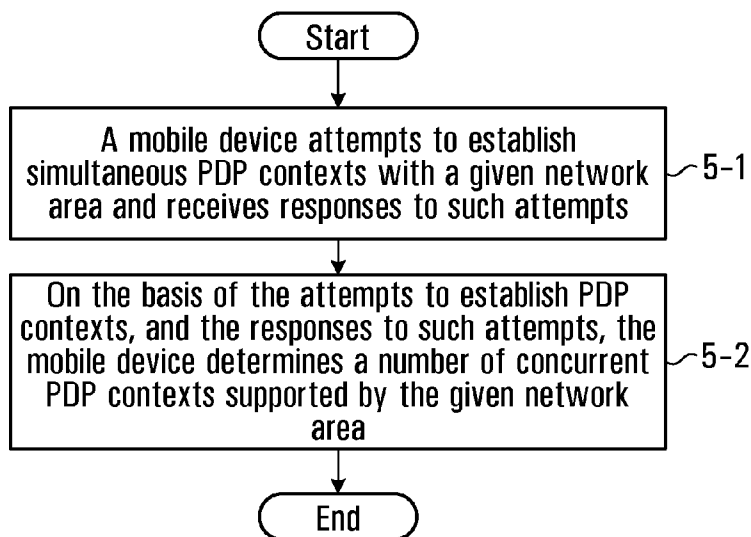 Start
A mobile device attempts to establish
simultaneous PDP contexts with a given network
area and receives responses to such attempts
5-1
On the basis of the attempts to establish PDP
contexts, and the responses to such attempts, the
mobile device determines a number of concurrent
PDP contexts supported by the given network
area
5-2
End